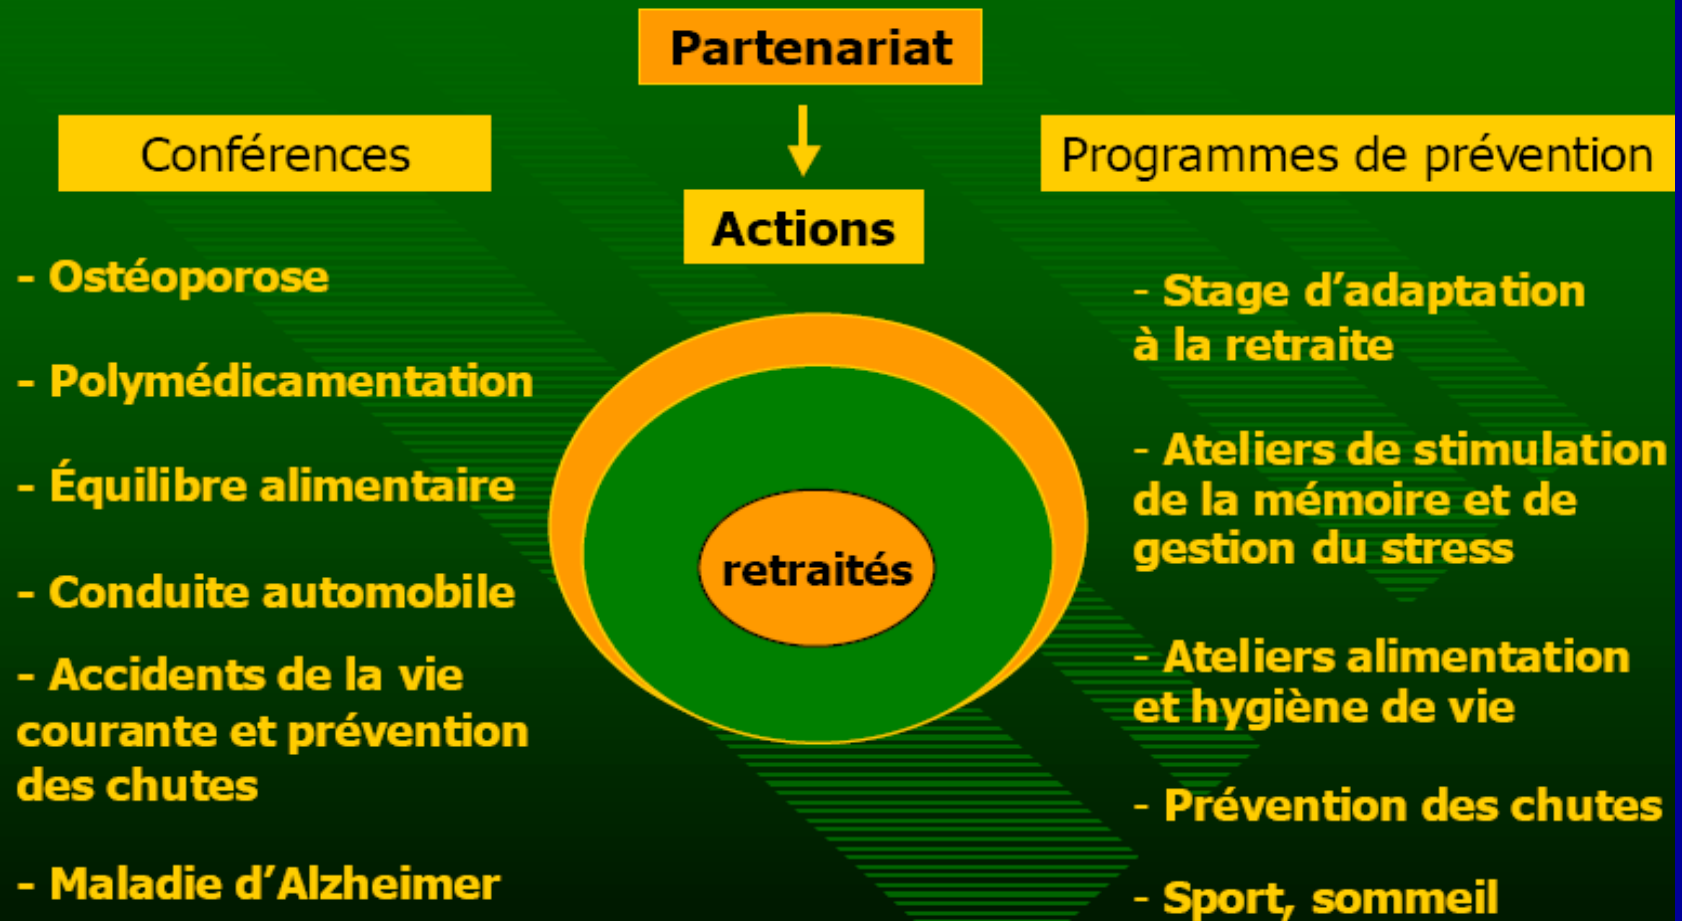 Partenariat
Conférences
Programmes de prévention
Actions
- Ostéoporose
- Polymédicamentation
- Équilibre alimentaire
- Conduite automobile
- Accidents de la vie
courante et prévention
des chutes
- Maladie d’Alzheimer
retraités
- Stage d’adaptation
à la retraite
- Ateliers de stimulation
de la mémoire et de
gestion du stress
- Ateliers alimentation
et hygiène de vie
- Prévention des chutes
- Sport, sommeil